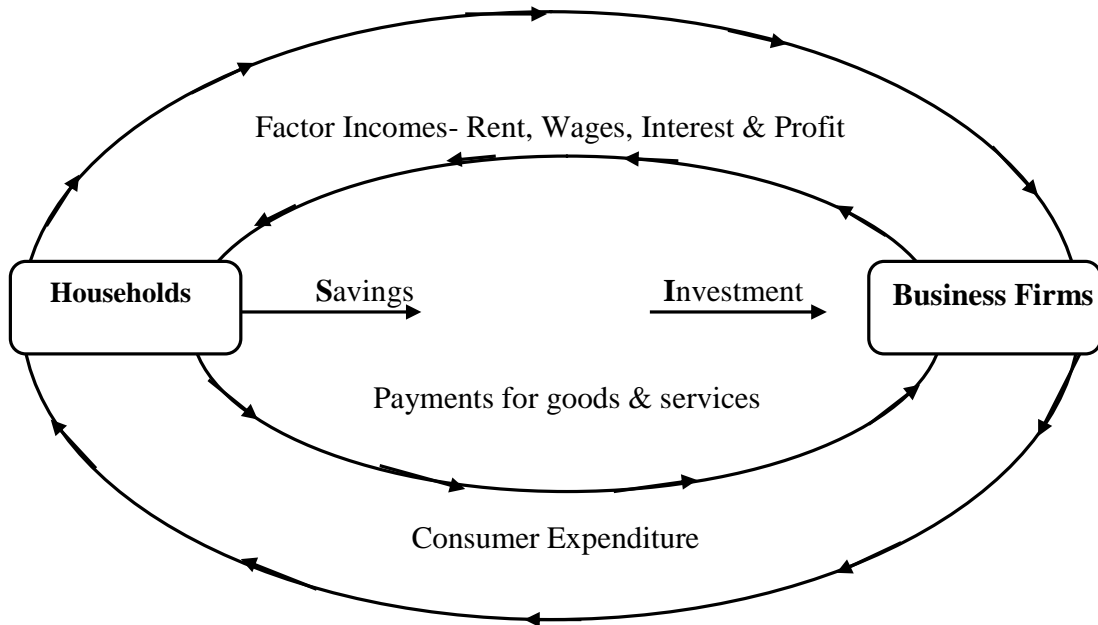 Factor Incomes- Rent, Wages, Interest & Profit
Households
Savings
Investment
Business Firms
Payments for goods & services
Consumer Expenditure